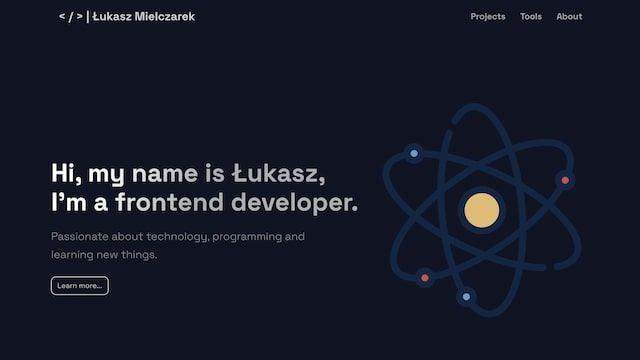 < / > | Łukasz Mielczarek
Projects Tools About
Hi, my name is Łukasz,
I'm a frontend developer.
Passionate about technology, programming and
learning new things.
Learn more...